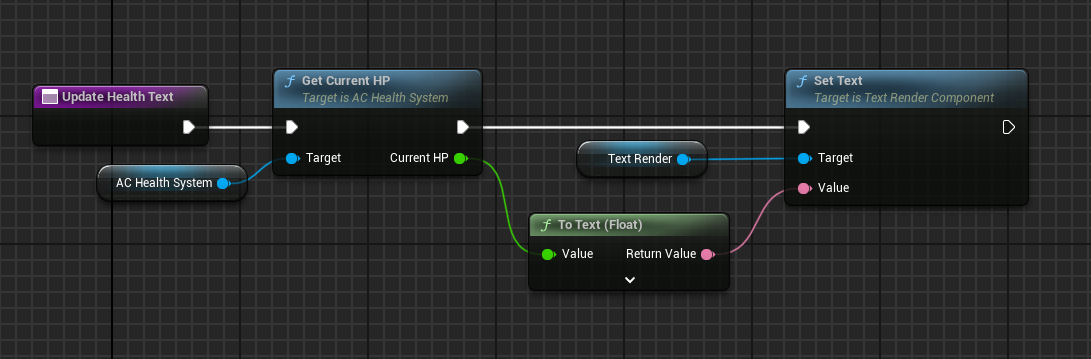 Update Health Text
AC Health System
f Get Current HP
Target is AC Health System
Target
Current HP
Text Render
f To Text (Float)
Value
Return Value
f Set Text
Target is Text Render Component
Target
Value